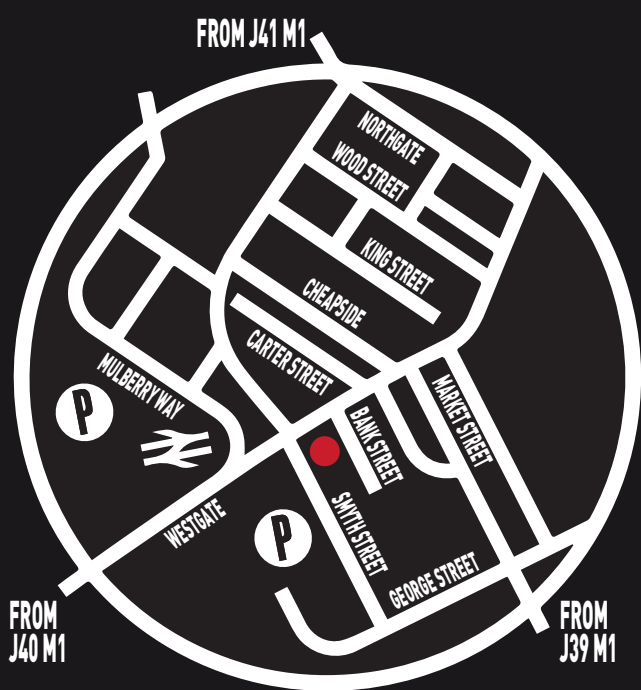 FROM J41 M1
NORTHGATE
WOOD STREET
KING STREET
CHEAPSIDE
CARTER STREET
MULBERRY WAY
P
MARKET STREET
BANK STREET
SMYTH STREET
WESTGATE
P
GEORGE STREET
FROM
J40 M1
FROM
J39 M1